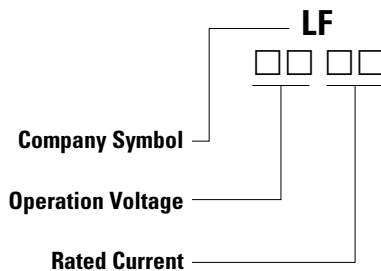 LF
□□ □□
Company Symbol
Operation Voltage
Rated Current